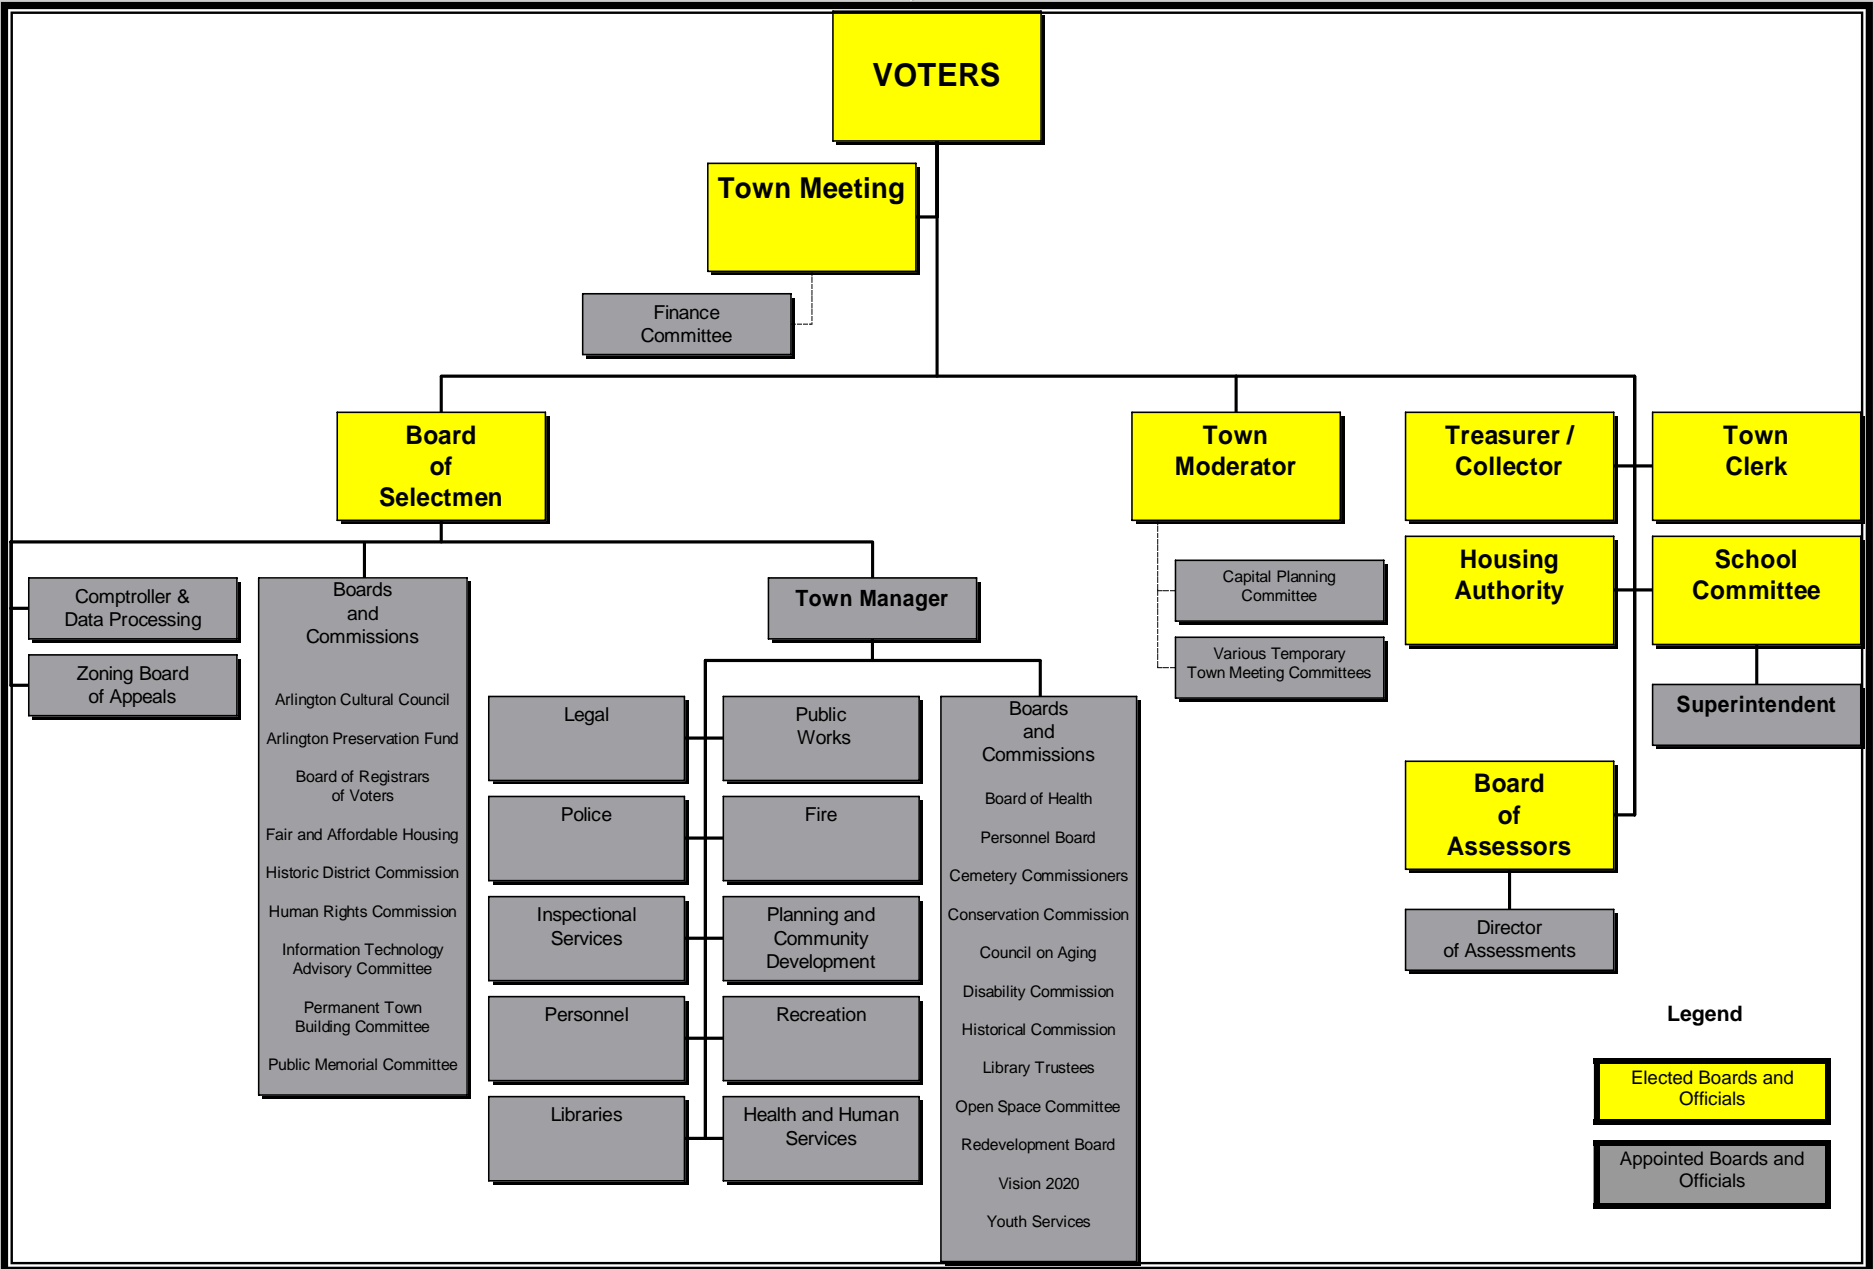 VOTERS
Town Meeting
Finance
Committee
Board
of
Selectmen
Town
Moderator
Treasurer /
Collector
Town
Clerk
Housing
Authority
School
Committee
Superintendent
Capital Planning
Committee
Various Temporary
Town Meeting Committees
Board
of
Assessors
Director
of Assessments
Comptroller &
Data Processing
Zoning Board
of Appeals
Boards
and
Commissions
Arlington Cultural Council
Arlington Preservation Fund
Board of Registrars
of Voters
Fair and Affordable Housing
Historic District Commission
Human Rights Commission
Information Technology
Advisory Committee
Permanent Town
Building Committee
Public Memorial Committee
Town Manager
Legal
Public
Works
Police
Fire
Inspectional
Services
Planning and
Community
Development
Personnel
Recreation
Libraries
Health and Human
Services
Boards
and
Commissions
Board of Health
Personnel Board
Cemetery Commissioners
Conservation Commission
Council on Aging
Disability Commission
Historical Commission
Library Trustees
Open Space Committee
Redevelopment Board
Vision 2020
Youth Services
Legend
Elected Boards and
Officials
Appointed Boards and
Officials